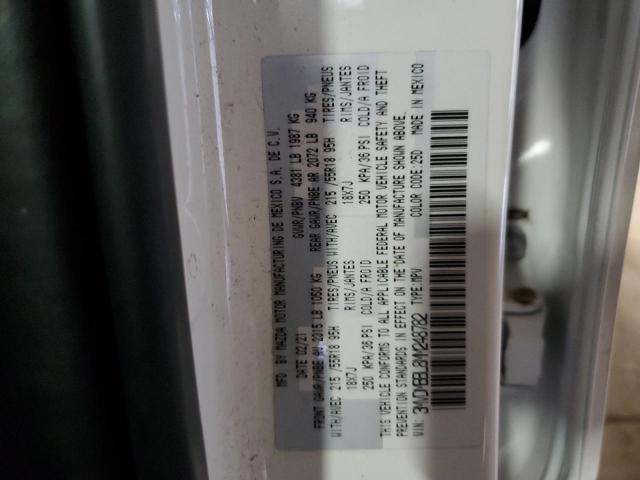 MFG. BY MAZDA MOTOR MANUFACTURING DE MEXICO S.A. DE C.V.
DATE 02/21 GVWR/PNBV 4381 LB 1987 KG
FRONT GAWR/PNBE AV 2315 LB 1050 KG REAR GAWR/PNBE AR 2072 LB 940 KG
WITH/AVEC 215 /55R18 95H TIRES/PNEUS WITH/AVEC 215 /55R18 95H TIRES/PNEUS
18X7J RIMS/JANTES 18X7J RIMS/JANTES
250 KPA/36 PSI COLD/A FROID 250 KPA/36 PSI COLD/A FROID
THIS VEHICLE CONFORMS TO ALL APPLICABLE FEDERAL MOTOR VEHICLE SAFETY AND THEFT
PREVENTION STANDARDS IN EFFECT ON THE DATE OF MANUFACTURE SHOWN ABOVE.
VIN: TYPE:MPV COLOR CODE:25D MADE IN MEXICO